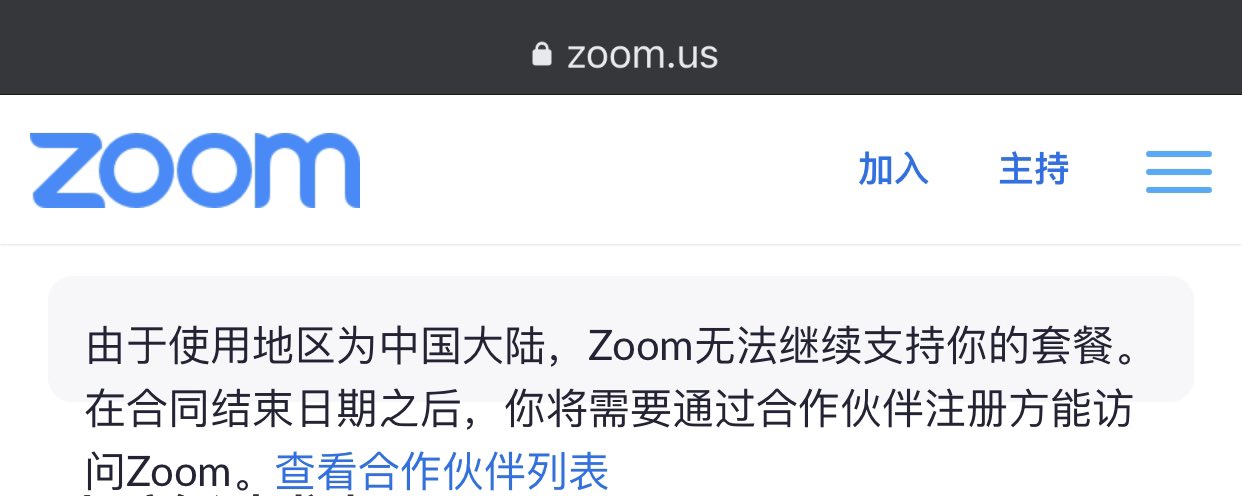 zoom.us
zoom
加入
主持
由于使用地区为中国大陆，Zoom无法继续支持你的套餐。
在合同结束日期之后，你将需要通过合作伙伴注册方能访
问Zoom。查看合作伙伴列表